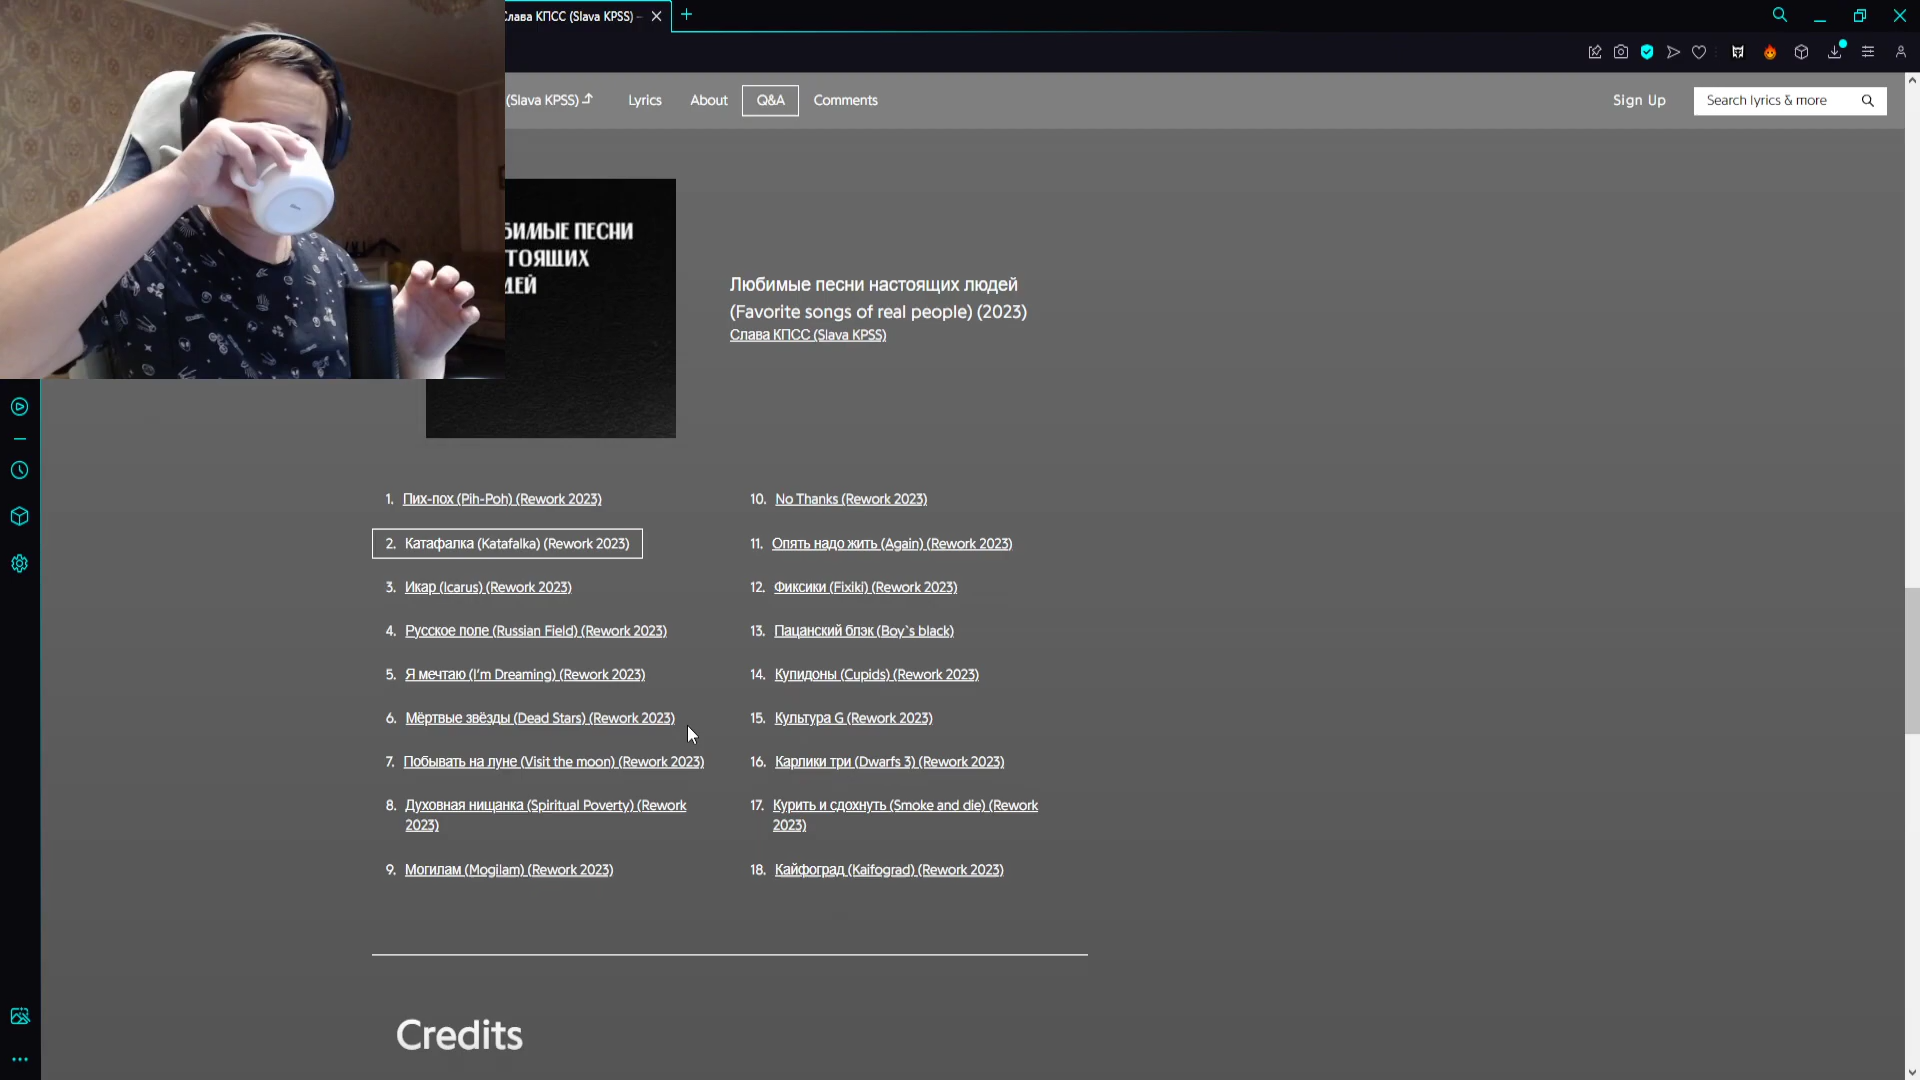 Слава КПСС (Slava KPSS) -
(Slava KPSS)
Lyrics
About
Q&A
Comments
Sign Up
Search lyrics & more
БИМЫЕ ПЕСНИ
ТОЯЩИХ
ДЕЙ
Любимые песни настоящих людей
(Favorite songs of real people) (2023)
Слава КПСС (Slava KPSS)
1. Пих-пох (Pih-Poh) (Rework 2023)
2. Катафалка (Katafalka) (Rework 2023)
3. Икар (Icarus) (Rework 2023)
4. Русское поле (Russian Field) (Rework 2023)
5. Я мечтаю (I'm Dreaming) (Rework 2023)
6. Мёртвые звёзды (Dead Stars) (Rework 2023)
7. Побывать на луне (Visit the moon) (Rework 2023)
8. Духовная нищанка (Spiritual Poverty) (Rework
2023)
9. Могилам (Mogilam) (Rework 2023)
10. No Thanks (Rework 2023)
11. Опять надо жить (Again) (Rework 2023)
12. Фиксики (Fixiki) (Rework 2023)
13. Пацанский блэк (Boy`s black)
14. Купидоны (Cupids) (Rework 2023)
15. Культура G (Rework 2023)
16. Карлики три (Dwarfs 3) (Rework 2023)
17. Курить и сдохнуть (Smoke and die) (Rework
2023)
18. Кайфоград (Kaifograd) (Rework 2023)
Credits